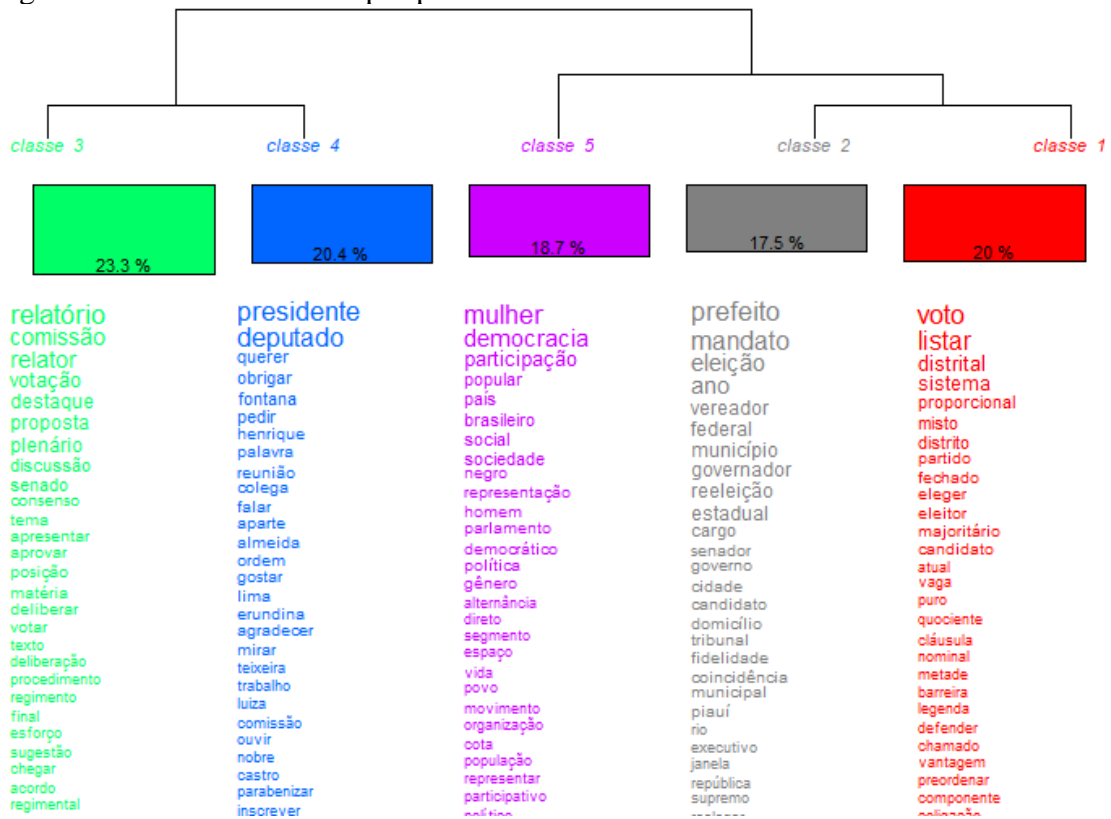 classe 3
classe 4
classe 5
classe 2
classe 1
23.3 %
20.4 %
18.7 %
17.5 %
20 %
relatório
comissão
relator
votação
destaque
proposta
plenário
discussão
senado
consenso
tema
apresentar
aprovar
posição
matéria
deliberar
votar
texto
deliberação
procedimento
regimento
final
esforço
sugestão
chegar
acordo
regimental
presidente
deputado
querer
obrigar
fontana
pedir
henrique
palavra
reunião
colega
falar
aparte
almeida
ordem
gostar
lima
erundina
agradecer
mirar
teixeira
trabalho
luiza
comissão
ouvir
nobre
castro
parabenizar
inscrever
mulher
democracia
participação
popular
país
brasileiro
social
sociedade
negro
representação
homem
parlamento
democrático
política
gênero
alternância
direto
segmento
espaço
vida
povo
movimento
organização
cota
população
representar
participativo
prefeito
mandato
eleição
ano
vereador
federal
município
governador
reeleição
estadual
cargo
senador
governo
cidade
candidato
domicílio
tribunal
fidelidade
coincidência
municipal
piauí
rio
executivo
janela
república
supremo
voto
listar
distrital
sistema
proporcional
misto
distrito
partido
fechado
eleger
eleitor
majoritário
candidato
atual
vaga
puro
quociente
cláusula
nominal
metade
barreira
legenda
defender
chamado
vantagem
preordenar
componente